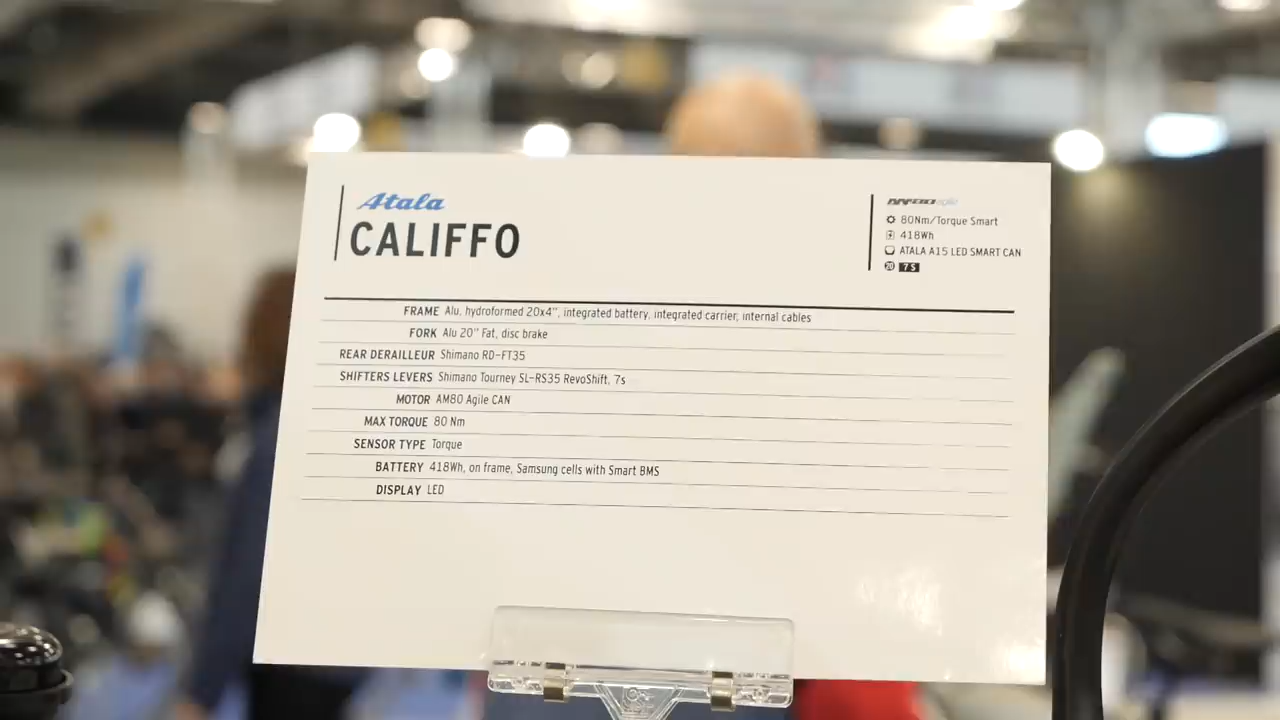 Atala
CALIFFO
AM80 agile
80Nm/Torque Smart
418Wh
ATALA A15 LED SMART CAN
20 7S
FRAME Alu, hydroformed 20x4", integrated battery, integrated carrier, internal cables
FORK Alu 20" Fat, disc brake
REAR DERAILLEUR Shimano RD-FT35
SHIFTERS LEVERS Shimano Tourney SL-RS35 RevoShift, 7s
MOTOR AM80 Agile CAN
MAX TORQUE 80 Nm
SENSOR TYPE Torque
BATTERY 418Wh, on frame, Samsung cells with Smart BMS
DISPLAY LED